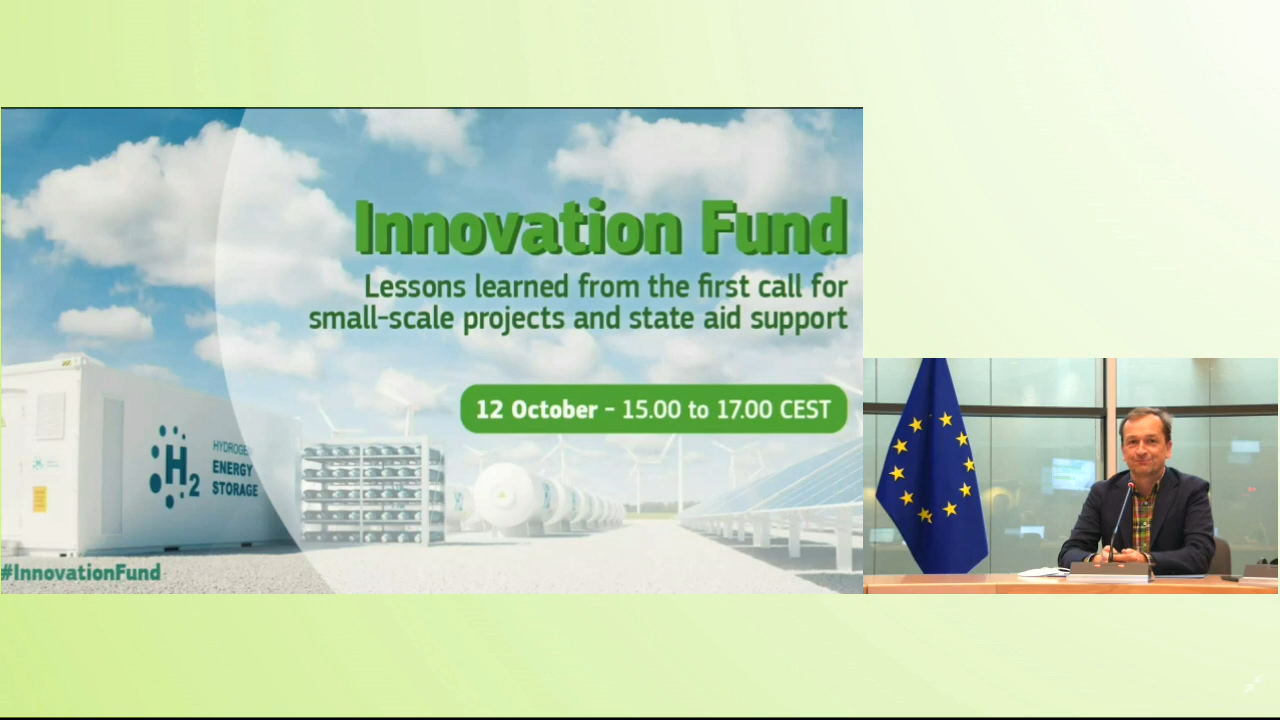 Innovation Fund
Lessons learned from the first call for
small-scale projects and state aid support
12 October - 15.00 to 17.00 CEST
H2
HYDROGEN
ENERGY
STORAGE
#InnovationFund